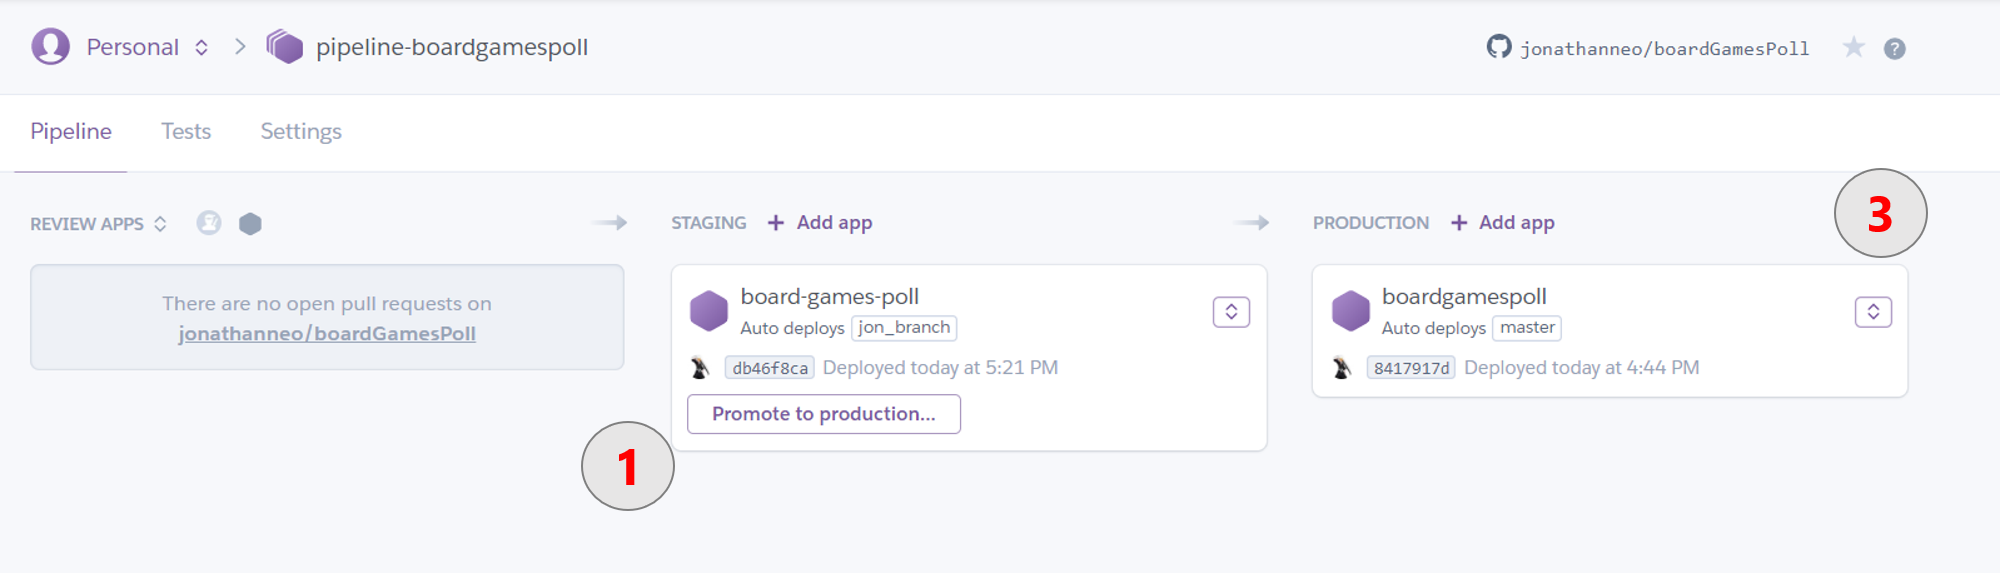 Personal pipeline-boardgamespoll jonathanneo/boardGamesPoll ?
Pipeline Tests Settings
3
REVIEW APPS STAGING + Add app PRODUCTION + Add app
There are no open pull requests on
jonathanneo/boardGamesPoll
board-games-poll
Auto deploys jon_branch
db46f8ca Deployed today at 5:21 PM
Promote to production...
1
boardgamespoll
Auto deploys master
8417917d Deployed today at 4:44 PM